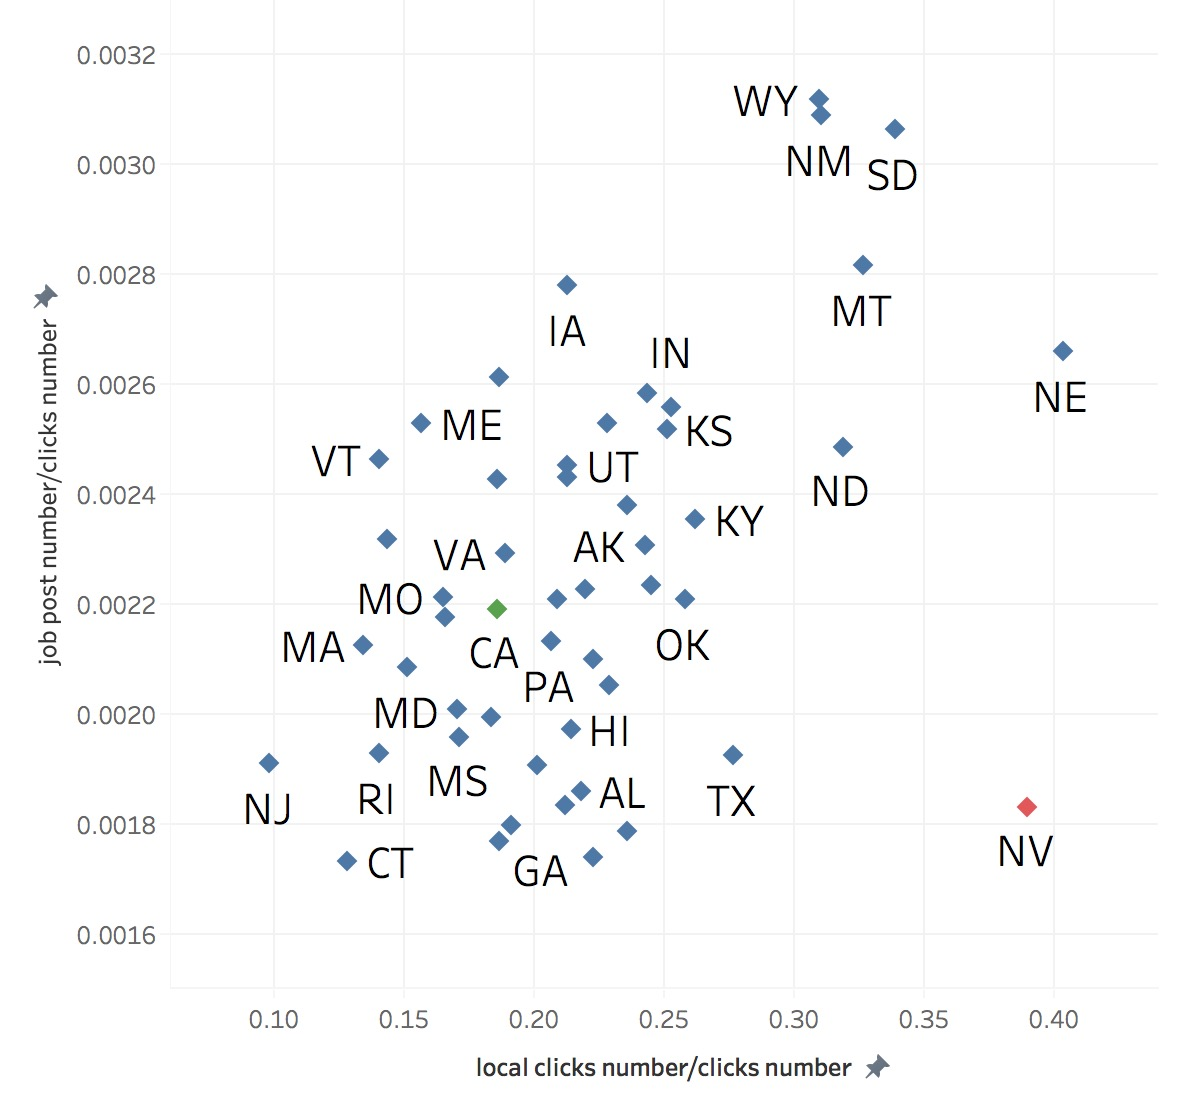 0.0032
WY
0.0030
NM
SD
0.0028
MT
IA
IN
0.0026
NE
ME
KS
VT
UT
0.0024
ND
KY
AK
VA
0.0022
MO
CA
OK
MA
PA
0.0020
MD
HI
MS
AL
TX
RI
NJ
0.0018
NV
CT
GA
0.0016
job post number/clicks number
0.10 0.15 0.20 0.25 0.30 0.35 0.40
local clicks number/clicks number